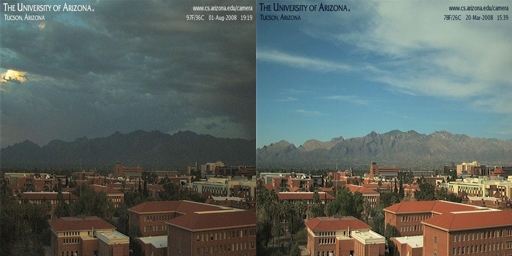 THE UNIVERSITY OF ARIZONA.
TUCSON, ARIZONA
www.cs.arizona.edu/camera
97F/36C 01-Aug-2008 19:19
THE UNIVERSITY OF ARIZONA.
TUCSON, ARIZONA
www.cs.arizona.edu/camera
78F/26C 20-Mar-2008 15:39